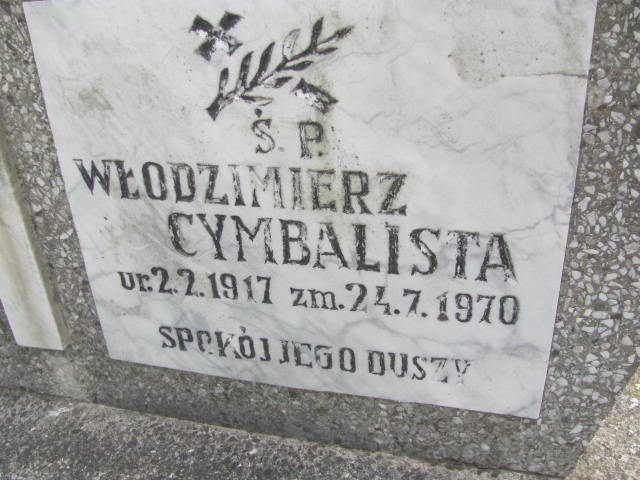 Ś. P.
WŁODZIMIERZ
CYMBALISTA
ur. 2.2.1917 zm. 24.7.1970
SPOKÓJ JEGO DUSZY